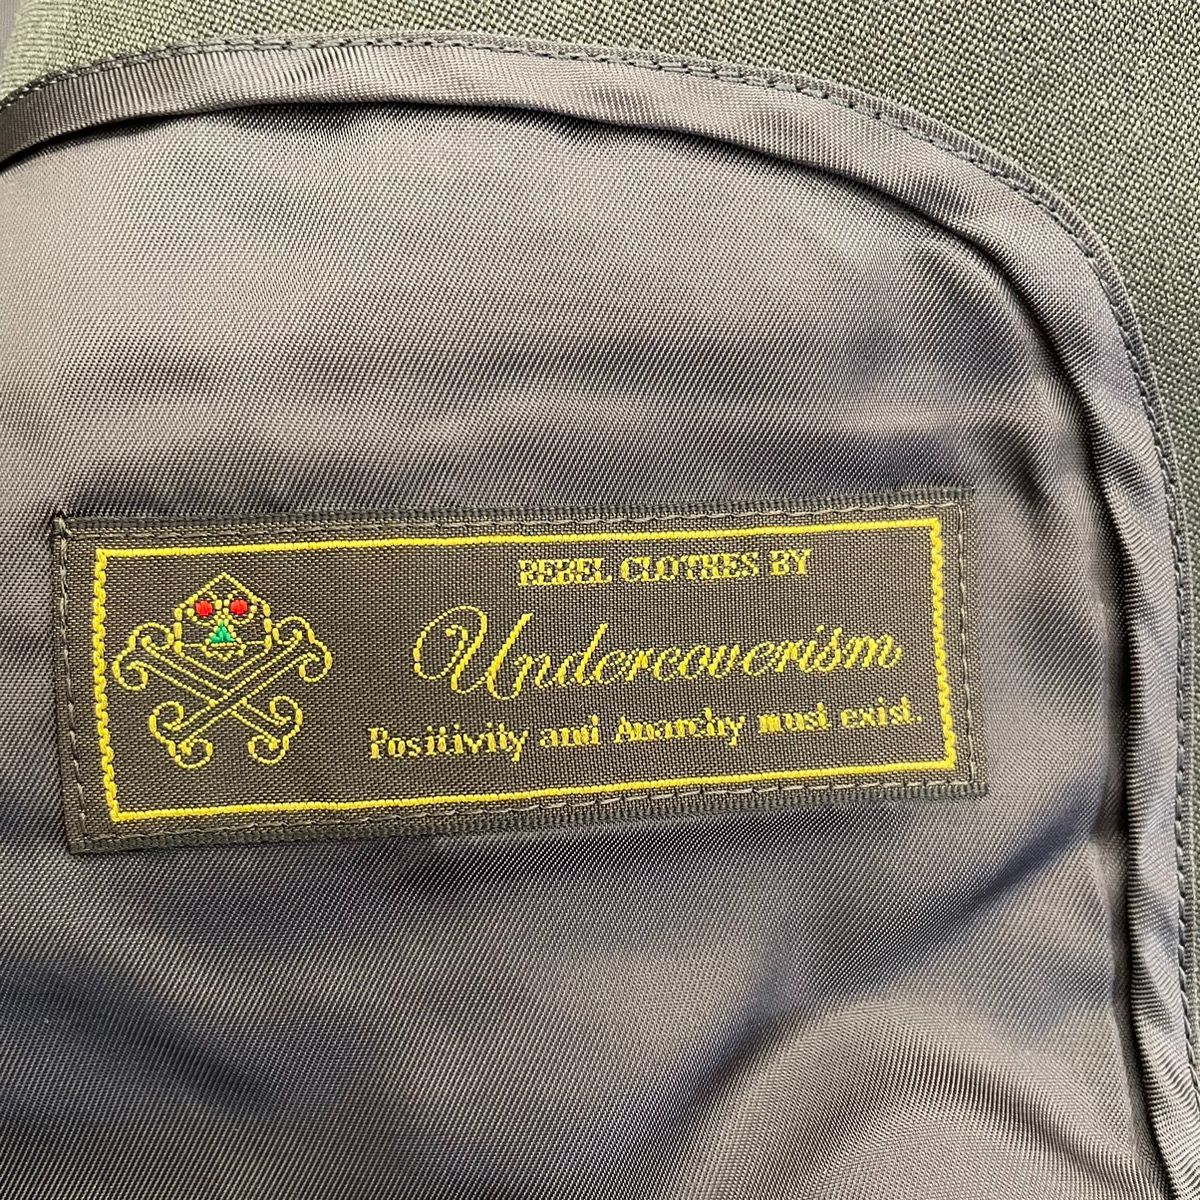 REBEL CLOTHES BY
Undercoverism
Positivity and Anarchy must exist.